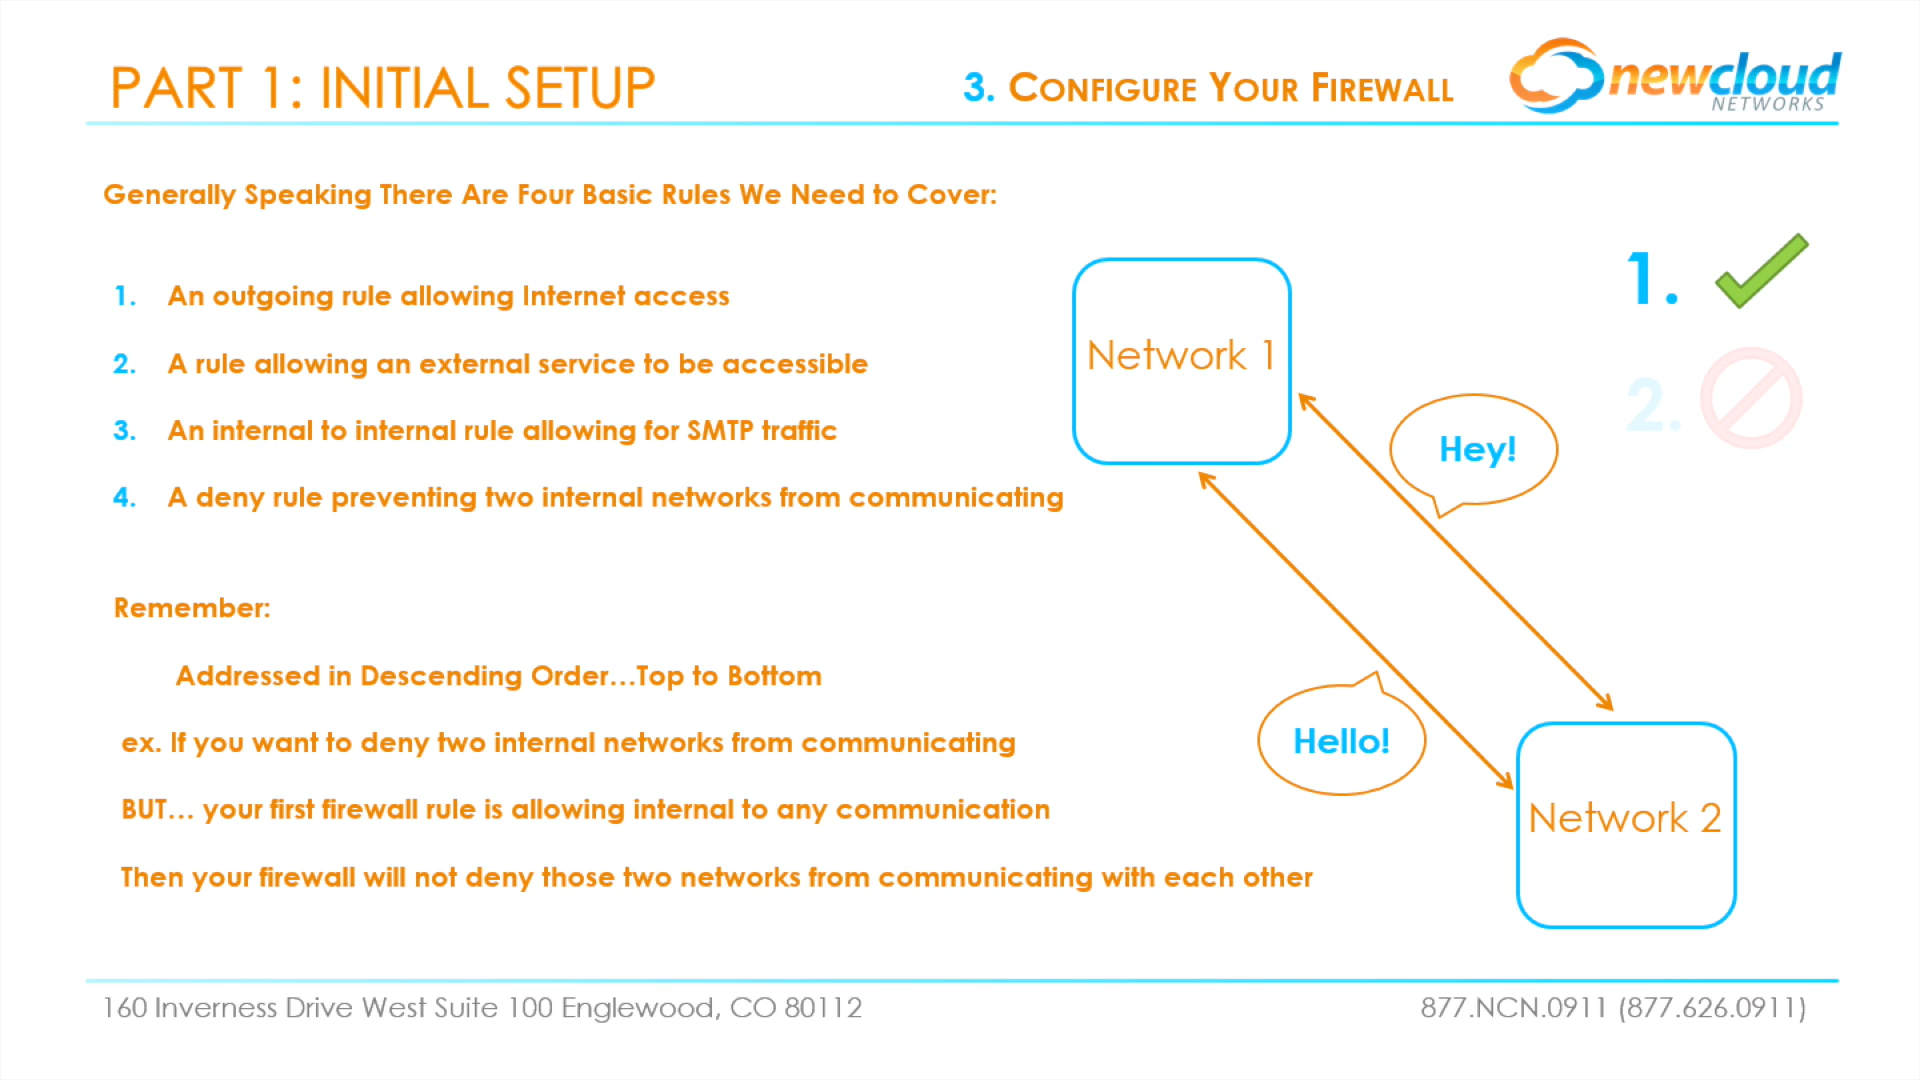 PART 1: INITIAL SETUP
3. CONFIGURE YOUR FIREWALL
newcloud
NETWORKS
Generally Speaking There Are Four Basic Rules We Need to Cover:
1. An outgoing rule allowing Internet access
2. A rule allowing an external service to be accessible
3. An internal to internal rule allowing for SMTP traffic
4. A deny rule preventing two internal networks from communicating
Remember:
Addressed in Descending Order...Top to Bottom
ex. If you want to deny two internal networks from communicating
BUT... your first firewall rule is allowing internal to any communication
Then your firewall will not deny those two networks from communicating with each other
Network 1
Hey!
Hello!
Network 2
1.
2.
160 Inverness Drive West Suite 100 Englewood, CO 80112
877.NCN.0911 (877.626.0911)